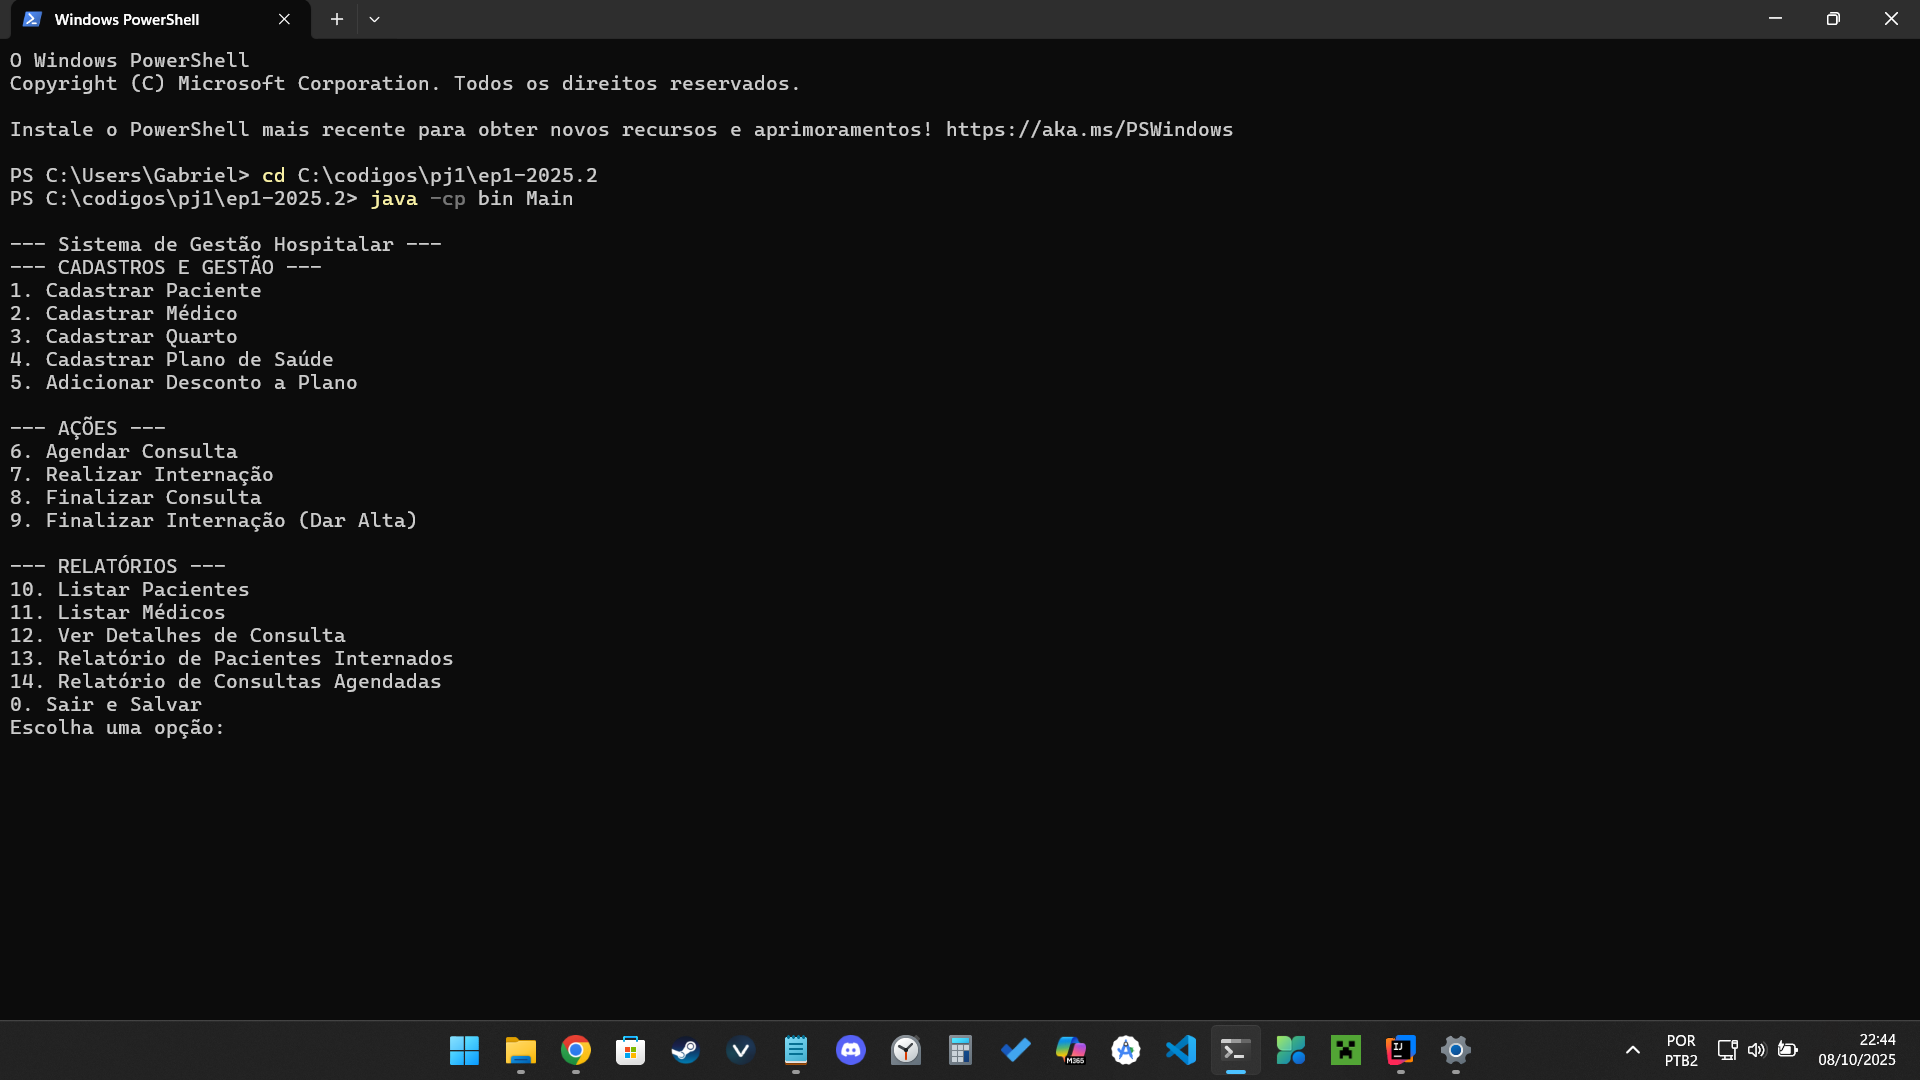 Windows PowerShell
O Windows PowerShell
Copyright (C) Microsoft Corporation. Todos os direitos reservados.
Instale o PowerShell mais recente para obter novos recursos e aprimoramentos! https://aka.ms/PSWindows
PS C:\Users\Gabriel> cd C:\codigos\pj1\ep1-2025.2
PS C:\codigos\pj1\ep1-2025.2> java -cp bin Main
--- Sistema de Gestão Hospitalar ---
--- CADASTROS E GESTÃO ---
1. Cadastrar Paciente
2. Cadastrar Médico
3. Cadastrar Quarto
4. Cadastrar Plano de Saúde
5. Adicionar Desconto a Plano
--- AÇÕES ---
6. Agendar Consulta
7. Realizar Internação
8. Finalizar Consulta
9. Finalizar Internação (Dar Alta)
--- RELATÓRIOS ---
10. Listar Pacientes
11. Listar Médicos
12. Ver Detalhes de Consulta
13. Relatório de Pacientes Internados
14. Relatório de Consultas Agendadas
0. Sair e Salvar
Escolha uma opção:
M365
IJ
POR
PTB2
22:44
08/10/2025